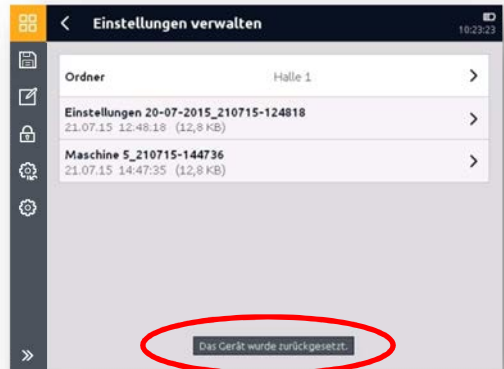 Einstellungen verwalten
10:23:23
Ordner Halle 1
Einstellungen 20-07-2015_210715-124818
21.07.15 12:48:18 (12,8 KB)
Maschine 5_210715-144736
21.07.15 14:47:35 (12,8 KB)
Das Gerät wurde zurückgesetzt.